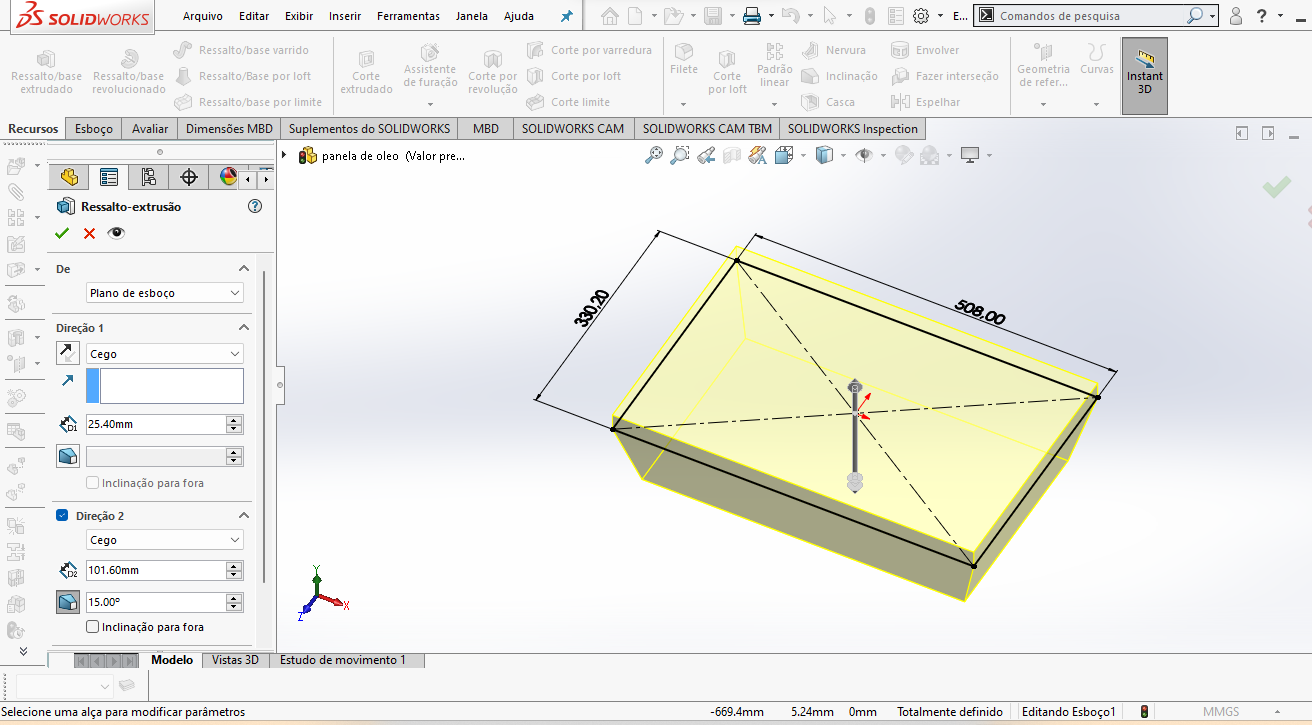 SOLIDWORKS Arquivo Editar Exibir Inserir Ferramentas Janela Ajuda E... Comandos de pesquisa ?
Ressalto/base extrudado
Ressalto/base revolucionado
Ressalto/base varrido
Ressalto/Base por loft
Ressalto/base por limite
Corte extrudado
Assistente de furação
Corte por revolução
Corte por varredura
Corte por loft
Corte limite
Filete
Corte por loft
Padrão linear
Nervura
Inclinação
Casca
Envolver
Fazer interseção
Espelhar
Geometria de refer...
Curvas
Instant 3D
Recursos Esboço Avaliar Dimensões MBD Suplementos do SOLIDWORKS MBD SOLIDWORKS CAM SOLIDWORKS CAM TBM SOLIDWORKS Inspection
panela de oleo (Valor pre...
Ressalto-extrusão ?
De
Plano de esboço
Direção 1
Cego
D1 25.40mm
Inclinação para fora
Direção 2
Cego
D2 101.60mm
15.00º
Inclinação para fora
330,20
508,00
Y
X
Z
Modelo Vistas 3D Estudo de movimento 1
Selecione uma alça para modificar parâmetros -669.4mm 5.24mm 0mm Totalmente definido Editando Esboço1 MMGS